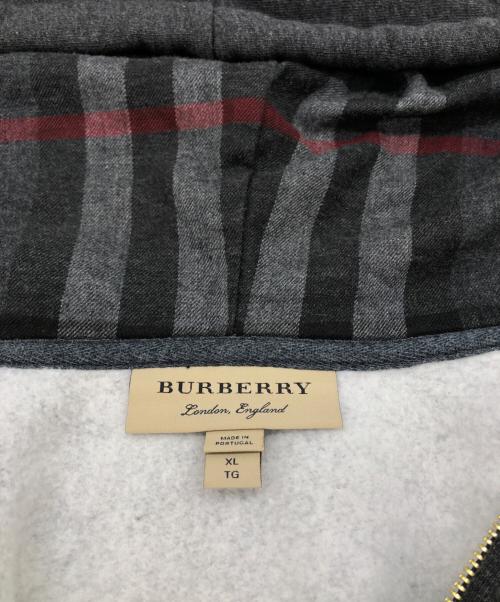 BURBERRY
London, England
MADE IN
PORTUGAL
XL
TG